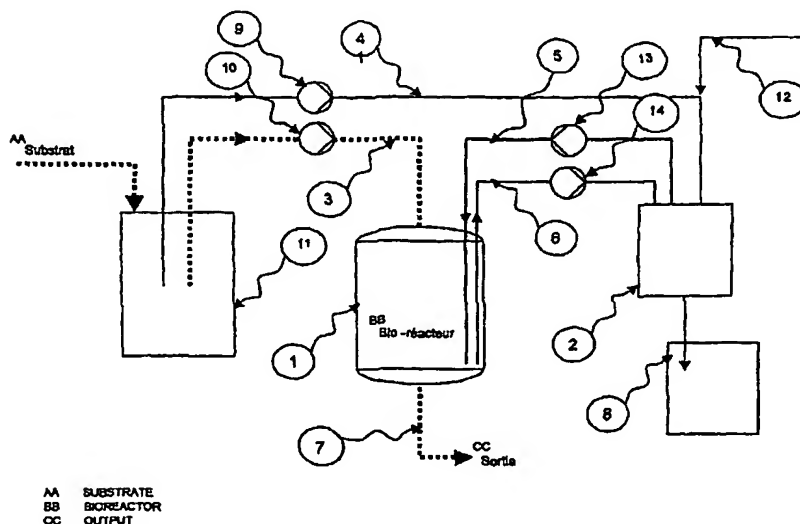 9
4
5
13
10
14
12
AA
Substrat
3
6
11
BB
Bio-réacteur
1
2
8
7
CC
Sortie
AA SUBSTRATE
BB BIOREACTOR
CC OUTPUT